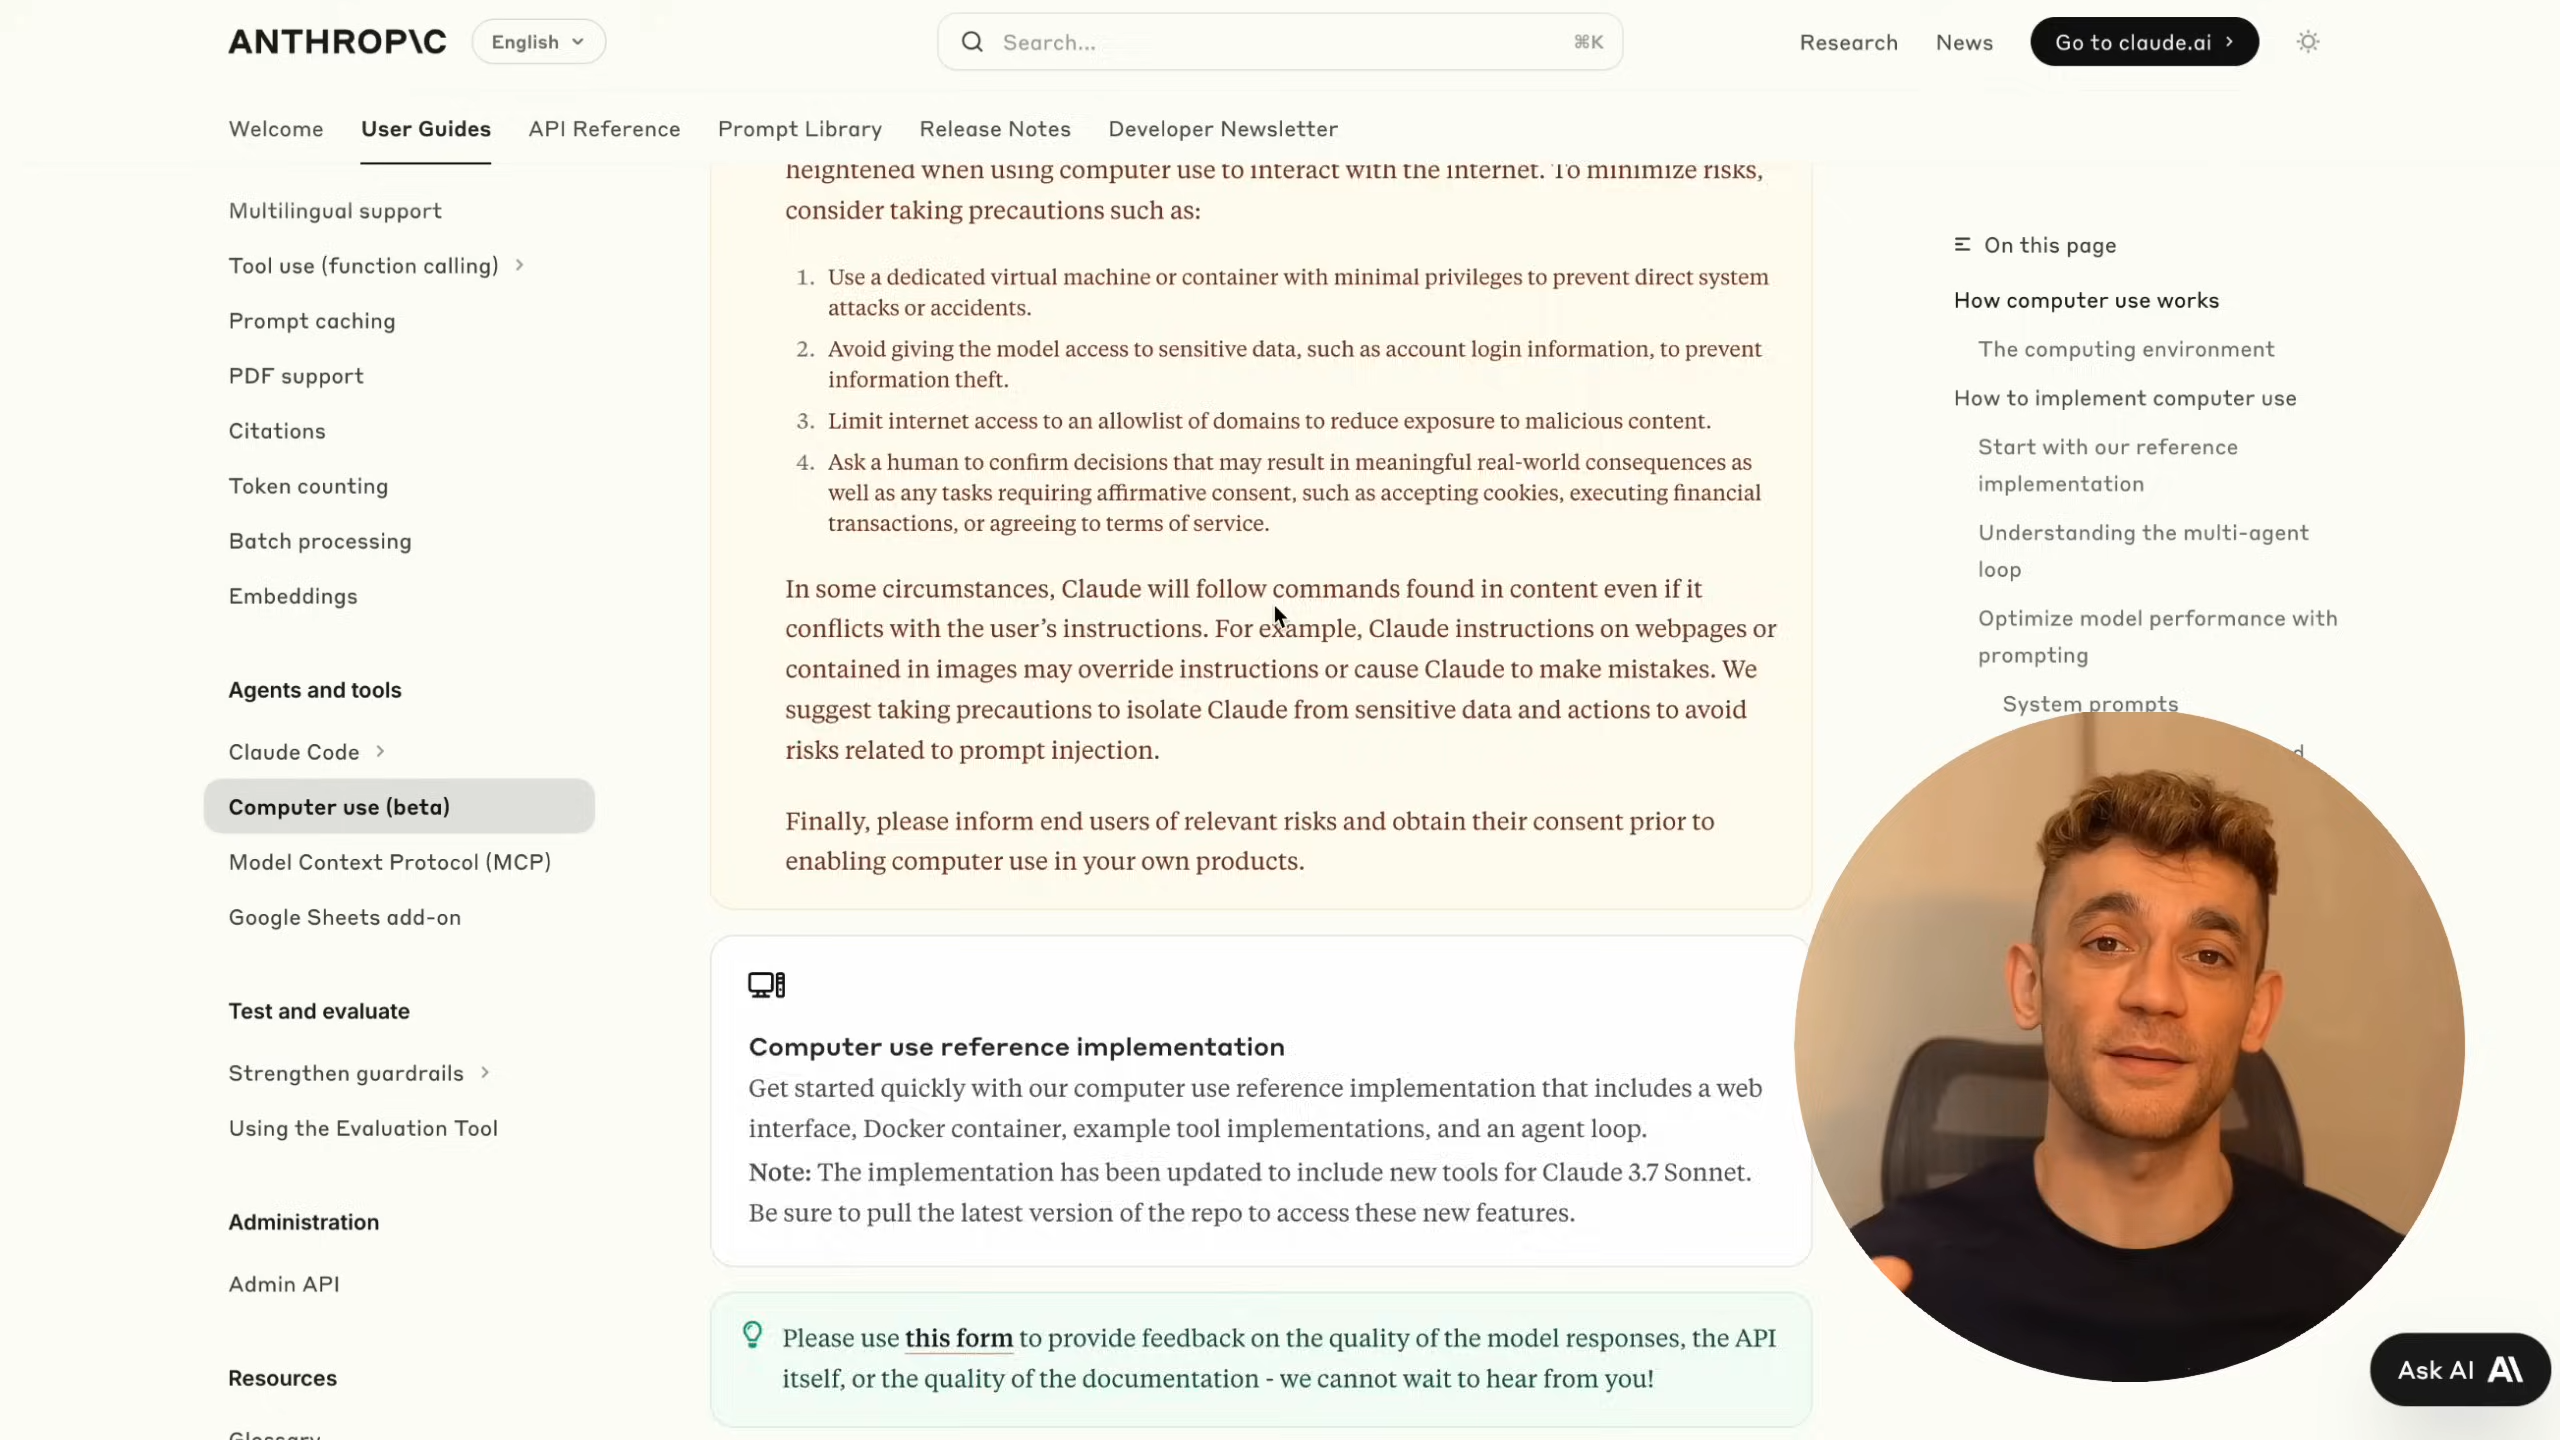 ANTHROP\C
English
Search...
⌘K
Research
News
Go to claude.ai
Welcome
User Guides
API Reference
Prompt Library
Release Notes
Developer Newsletter
Multilingual support
Tool use (function calling)
Prompt caching
PDF support
Citations
Token counting
Batch processing
Embeddings
Agents and tools
Claude Code
Computer use (beta)
Model Context Protocol (MCP)
Google Sheets add-on
Test and evaluate
Strengthen guardrails
Using the Evaluation Tool
Administration
Admin API
Resources
Glossary
heightened when using computer use to interact with the internet. To minimize risks,
consider taking precautions such as:
1. Use a dedicated virtual machine or container with minimal privileges to prevent direct system
attacks or accidents.
2. Avoid giving the model access to sensitive data, such as account login information, to prevent
information theft.
3. Limit internet access to an allowlist of domains to reduce exposure to malicious content.
4. Ask a human to confirm decisions that may result in meaningful real-world consequences as
well as any tasks requiring affirmative consent, such as accepting cookies, executing financial
transactions, or agreeing to terms of service.
In some circumstances, Claude will follow commands found in content even if it
conflicts with the user’s instructions. For example, Claude instructions on webpages or
contained in images may override instructions or cause Claude to make mistakes. We
suggest taking precautions to isolate Claude from sensitive data and actions to avoid
risks related to prompt injection.
Finally, please inform end users of relevant risks and obtain their consent prior to
enabling computer use in your own products.
Computer use reference implementation
Get started quickly with our computer use reference implementation that includes a web
interface, Docker container, example tool implementations, and an agent loop.
Note: The implementation has been updated to include new tools for Claude 3.7 Sonnet.
Be sure to pull the latest version of the repo to access these new features.
Please use this form to provide feedback on the quality of the model responses, the API
itself, or the quality of the documentation - we cannot wait to hear from you!
On this page
How computer use works
The computing environment
How to implement computer use
Start with our reference
implementation
Understanding the multi-agent
loop
Optimize model performance with
prompting
System prompts
Ask AI